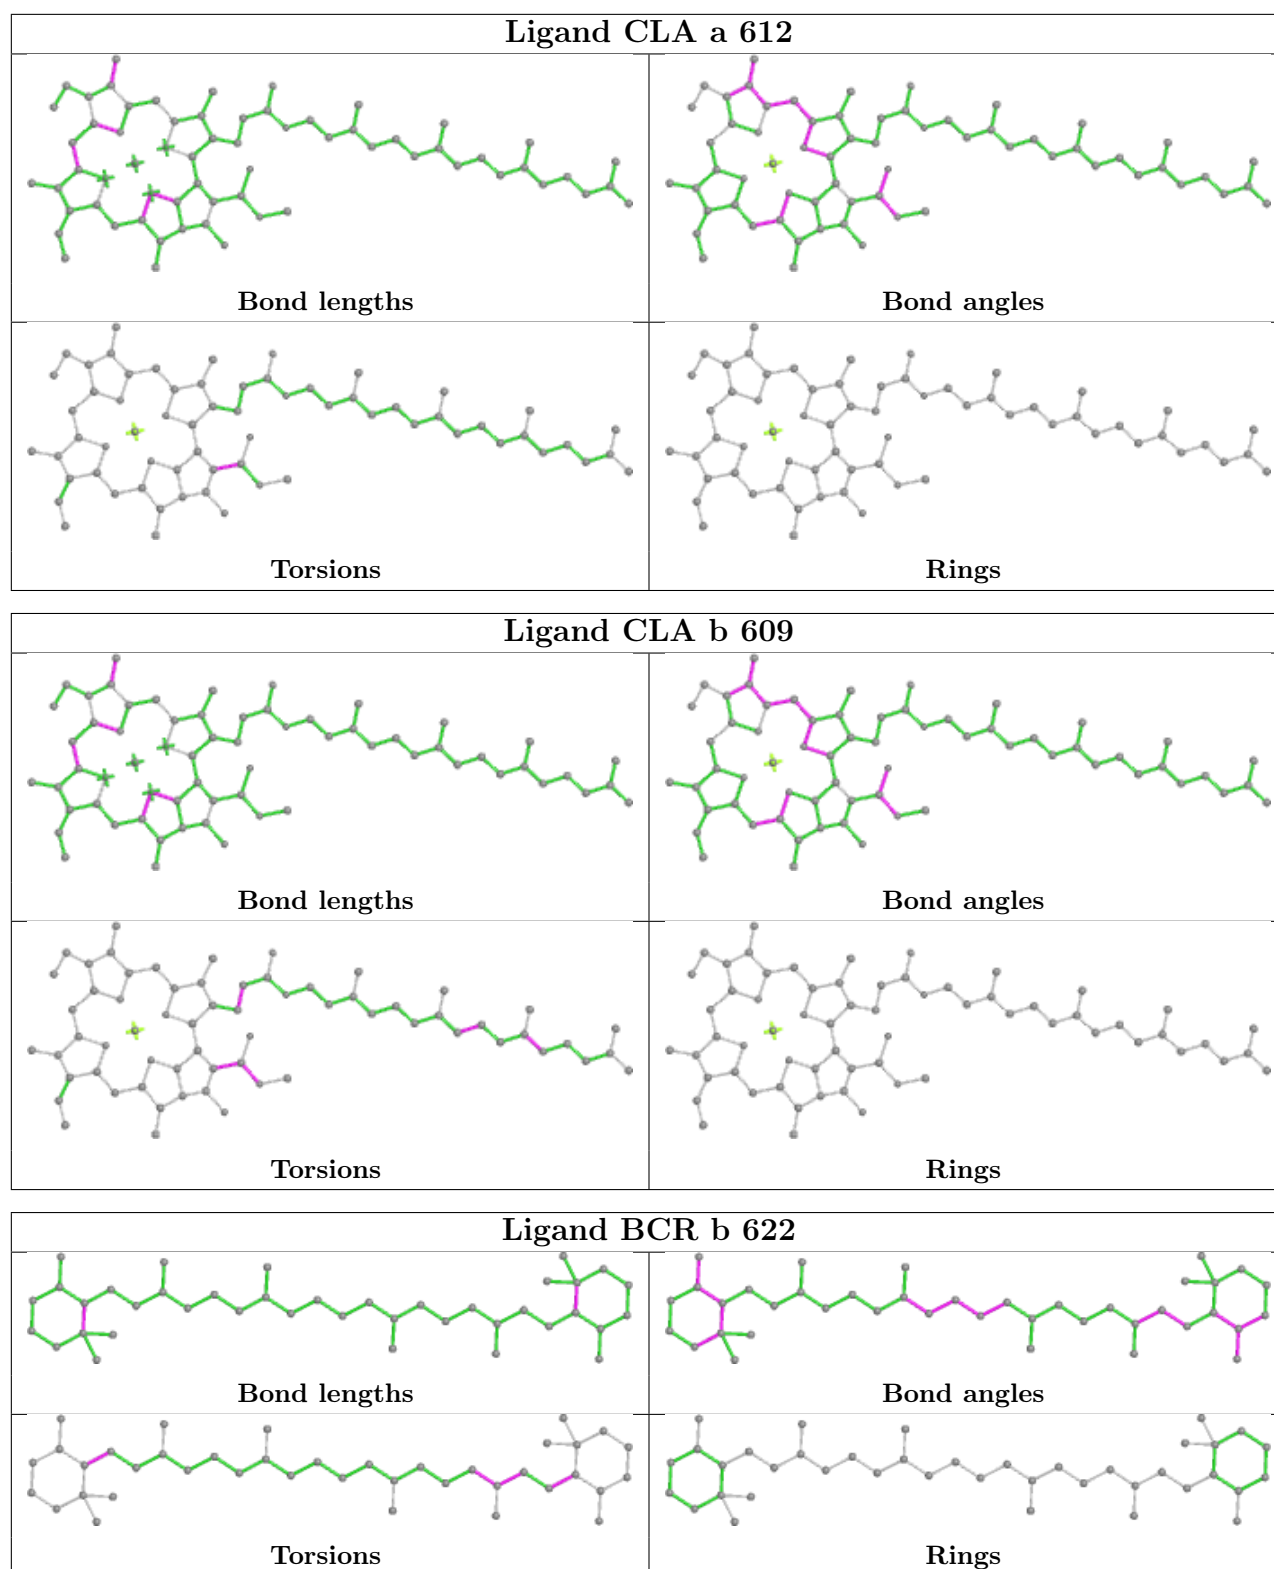 Ligand CLA a 612
Bond lengths
Bond angles
Torsions
Rings
Ligand CLA b 609
Bond lengths
Bond angles
Torsions
Rings
Ligand BCR b 622
Bond lengths
Bond angles
Torsions
Rings